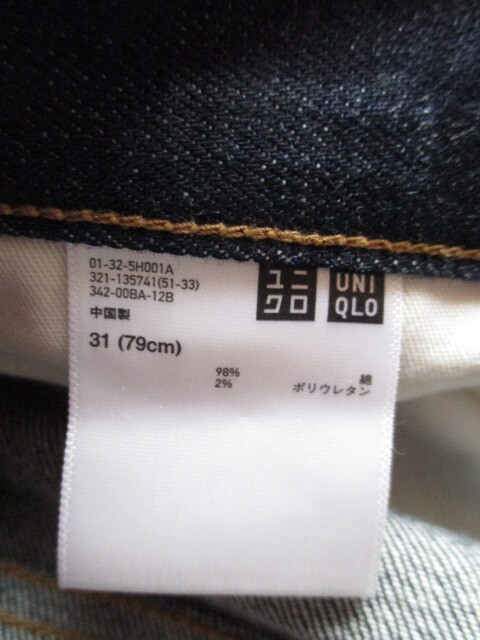 01-32-5H001A
321-135741(51-33)
342-00BA-12B
中国製
ユニ
クロ
UNI
QLO
31 (79cm)
98% 綿
2% ポリウレタン